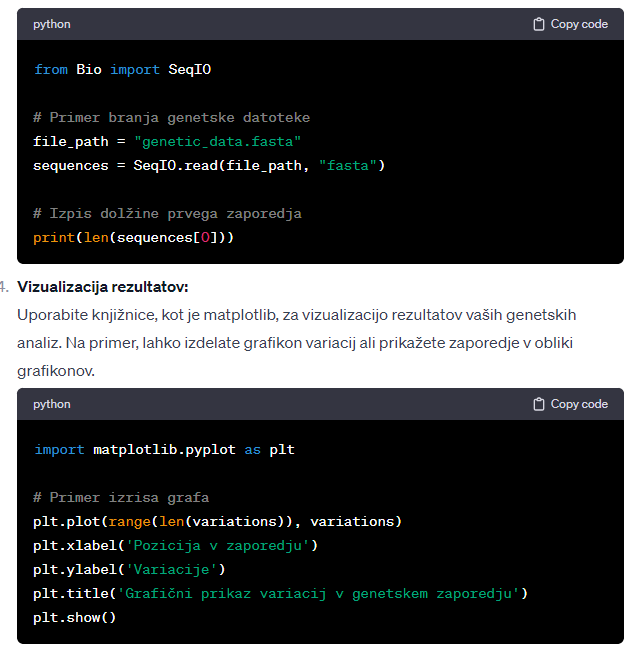 python
Copy code
from Bio import SeqIO
# Primer branja genetske datoteke
file_path = "genetic_data.fasta"
sequences = SeqIO.read(file_path, "fasta")
# Izpis dolžine prvega zaporedja
print(len(sequences[0]))
4. Vizualizacija rezultatov:
Uporabite knjižnice, kot je matplotlib, za vizualizacijo rezultatov vaših genetskih
analiz. Na primer, lahko izdelate grafikon variacij ali prikažete zaporedje v obliki
grafikonov.
python
Copy code
import matplotlib.pyplot as plt
# Primer izrisa grafa
plt.plot(range(len(variations)), variations)
plt.xlabel('Pozicija v zaporedju')
plt.ylabel('Variacije')
plt.title('Grafični prikaz variacij v genetskem zaporedju')
plt.show()